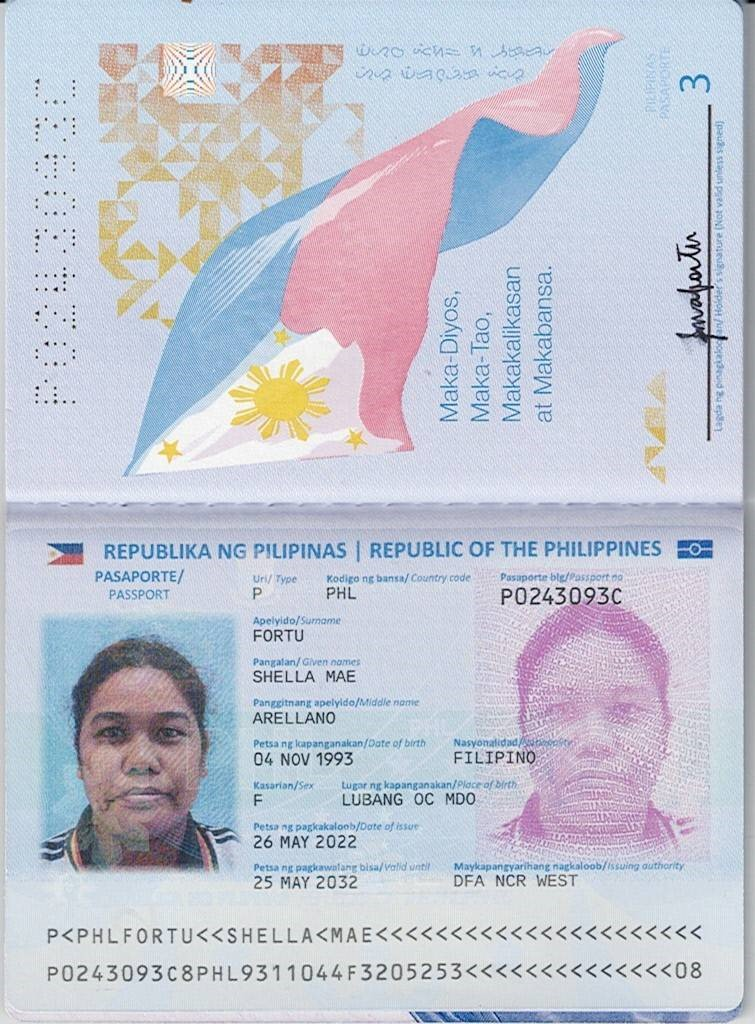 P0243093C
PILIPINAS
PASAPORTE
3
Maka-Diyos,
Maka-Tao,
Makakalikasan
at Makabansa.
Lagda ng pinagkalooban/ Holder's signature (Not valid unless signed)
REPUBLIKA NG PILIPINAS | REPUBLIC OF THE PHILIPPINES
PASAPORTE/
PASSPORT
Uri/ Type Kodigo ng bansa/ Country code Pasaporte blg/Passport no
P PHL P0243093C
Apelyido/Surname
FORTU
Pangalan/ Given names
SHELLA MAE
Panggitnang apelyido/Middle name
ARELLANO
Petsa ng kapanganakan/Date of birth Nasyonalidad/Nationality
04 NOV 1993 FILIPINO
Kasarian/Sex Lugar ng kapanganakan/Place of birth
F LUBANG OC MDO
Petsa ng pagkakaloob/Date of issue
26 MAY 2022
Petsa ng pagkawalang bisa/Valid until Maykapangyarihang nagkaloob/Issuing authority
25 MAY 2032 DFA NCR WEST
P<PHLFORTU<<SHELLA<MAE<<<<<<<<<<<<<<<<<<<<<<
P0243093C8PHL9311044F3205253<<<<<<<<<<<<<<08